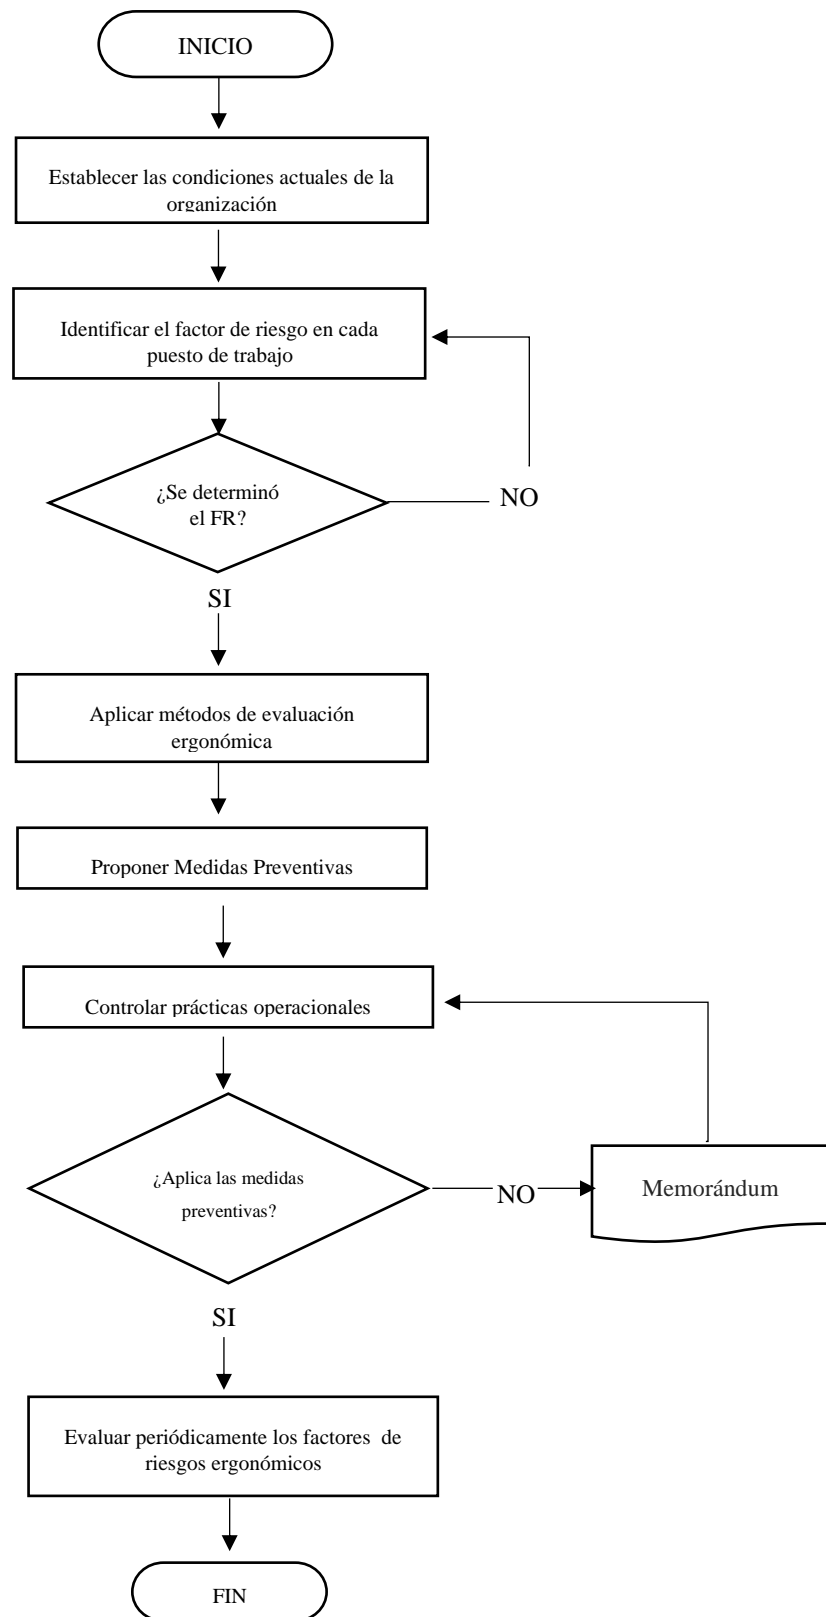 INICIO
Establecer las condiciones actuales de la
organización
Identificar el factor de riesgo en cada
puesto de trabajo
¿Se determinó
el FR?
NO
SI
Aplicar métodos de evaluación
ergonómica
Proponer Medidas Preventivas
Controlar prácticas operacionales
¿Aplica las medidas
preventivas?
NO
Memorándum
SI
Evaluar periódicamente los factores de
riesgos ergonómicos
FIN